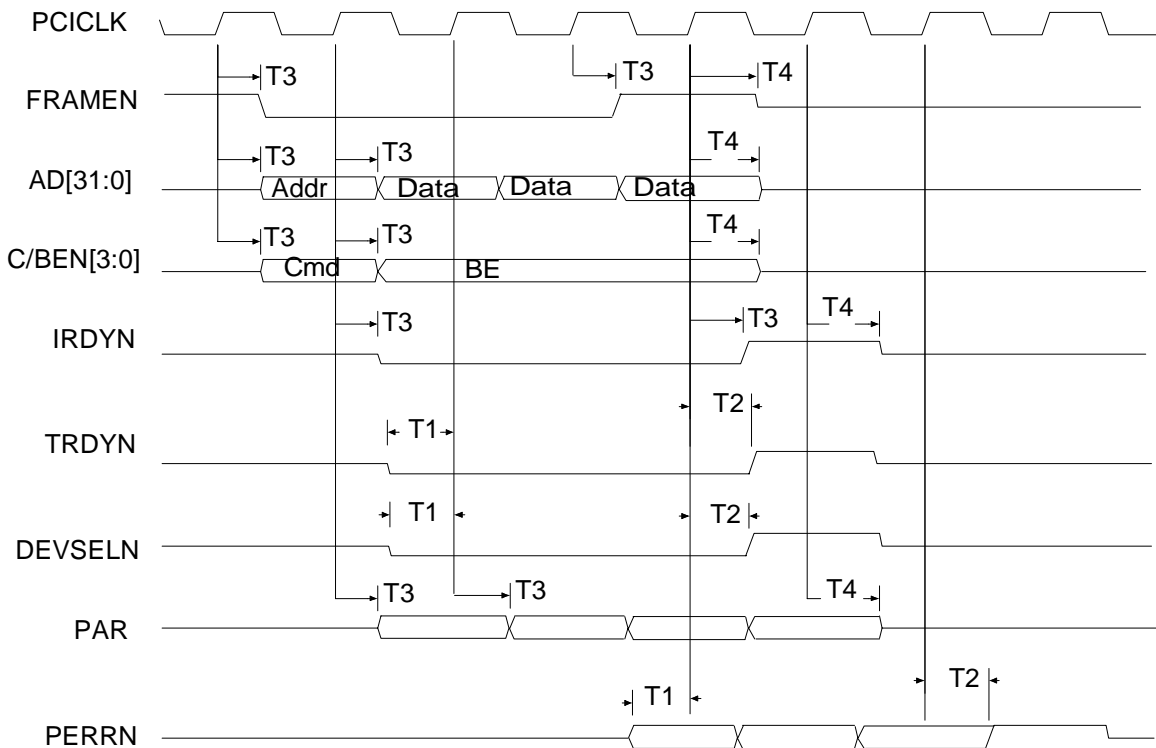 PCICLK
T3 T3 T4
FRAMEN
T3 T3 T4
AD[31:0] Addr Data Data Data
T3 T3 T4
C/BEN[3:0] Cmd BE
T3 T3 T4
IRDYN
T2
T1
TRDYN
T1 T2
DEVSELN
T3 T3 T4
PAR
T1 T2
PERRN